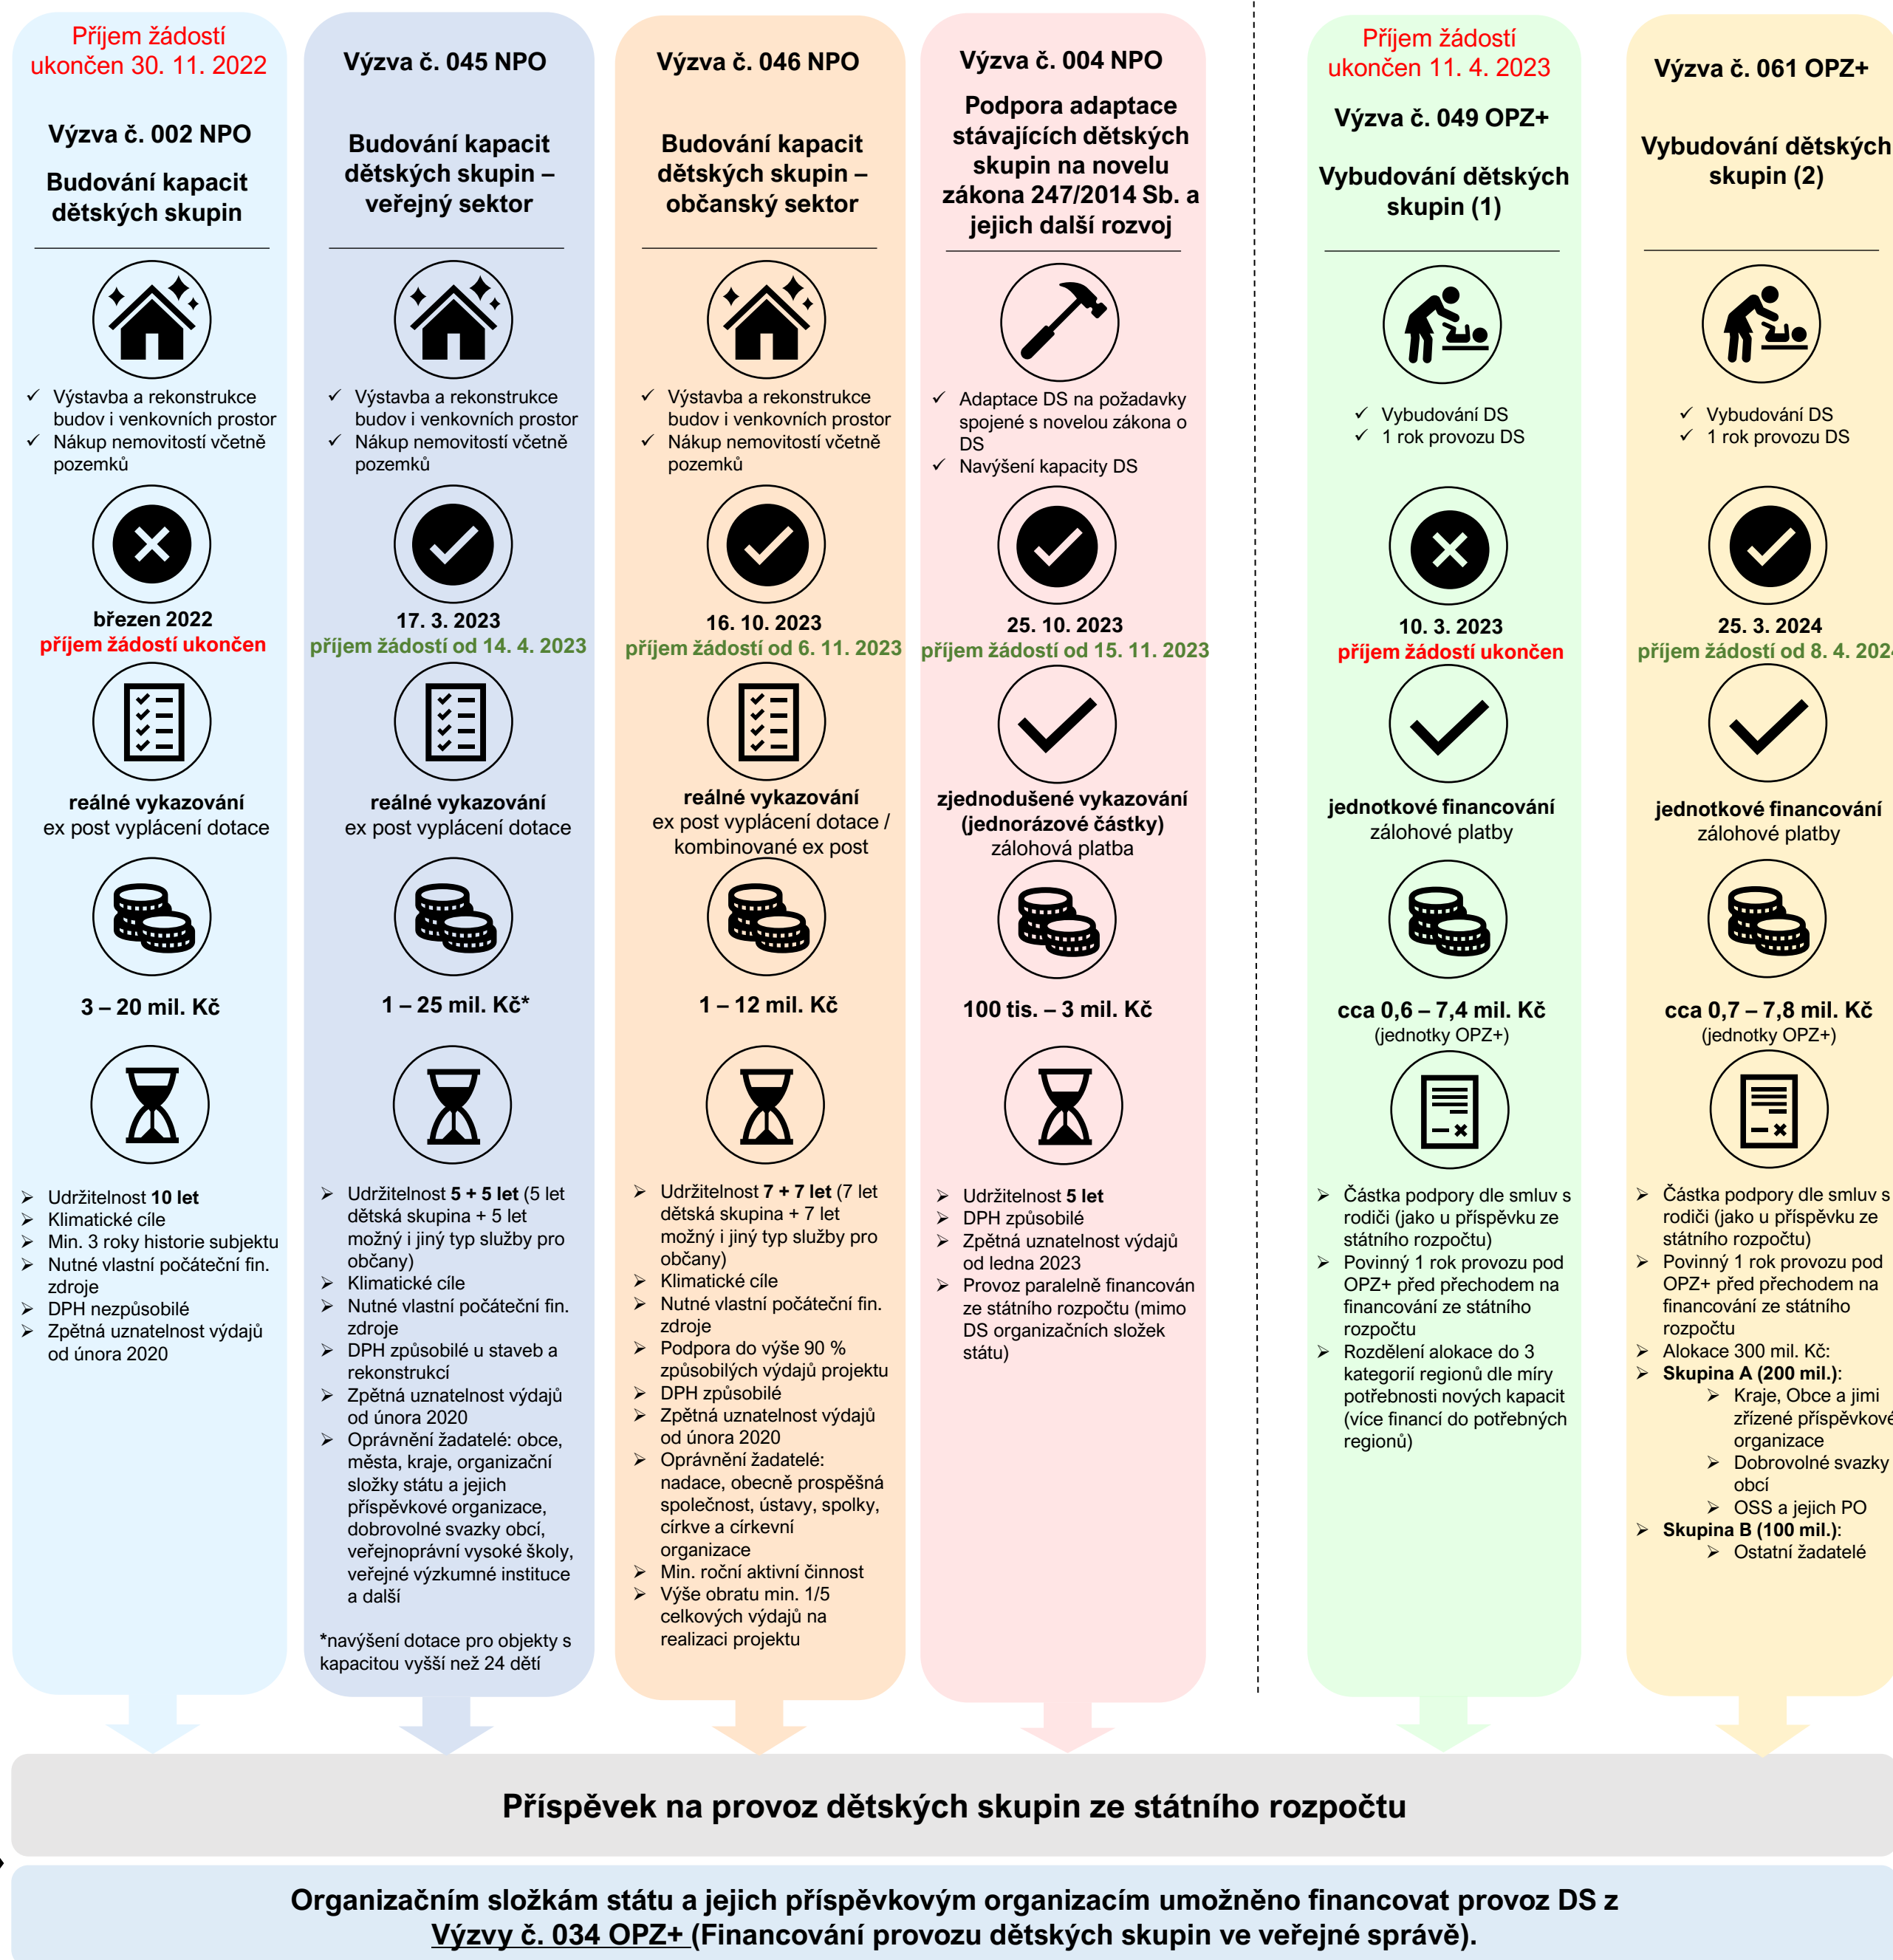 Příjem žádostí
ukončen 30. 11. 2022
Výzva č. 002 NPO
Budování kapacit
dětských skupin
✓ Výstavba a rekonstrukce
budov i venkovních prostor
✓ Nákup nemovitostí včetně
pozemků
březen 2022
příjem žádostí ukončen
reálné vykazování
ex post vyplácení dotace
3 – 20 mil. Kč
➢ Udržitelnost 10 let
➢ Klimatické cíle
➢ Min. 3 roky historie subjektu
➢ Nutné vlastní počáteční fin.
zdroje
➢ DPH nezpůsobilé
➢ Zpětná uznatelnost výdajů
od února 2020
Výzva č. 045 NPO
Budování kapacit
dětských skupin –
veřejný sektor
✓ Výstavba a rekonstrukce
budov i venkovních prostor
✓ Nákup nemovitostí včetně
pozemků
17. 3. 2023
příjem žádostí od 14. 4. 2023
reálné vykazování
ex post vyplácení dotace
1 – 25 mil. Kč*
➢ Udržitelnost 5 + 5 let (5 let
dětská skupina + 5 let
možný i jiný typ služby pro
občany)
➢ Klimatické cíle
➢ Nutné vlastní počáteční fin.
zdroje
➢ DPH způsobilé u staveb a
rekonstrukcí
➢ Zpětná uznatelnost výdajů
od února 2020
➢ Oprávnění žadatelé: obce,
města, kraje, organizační
složky státu a jejich
příspěvkové organizace,
dobrovolné svazky obcí,
veřejnoprávní vysoké školy,
veřejné výzkumné instituce
a další
*navýšení dotace pro objekty s
kapacitou vyšší než 24 dětí
Výzva č. 046 NPO
Budování kapacit
dětských skupin –
občanský sektor
✓ Výstavba a rekonstrukce
budov i venkovních prostor
✓ Nákup nemovitostí včetně
pozemků
16. 10. 2023
příjem žádostí od 6. 11. 2023
reálné vykazování
ex post vyplácení dotace /
kombinované ex post
1 – 12 mil. Kč
➢ Udržitelnost 7 + 7 let (7 let
dětská skupina + 7 let
možný i jiný typ služby pro
občany)
➢ Klimatické cíle
➢ Nutné vlastní počáteční fin.
zdroje
➢ Podpora do výše 90 %
způsobilých výdajů projektu
➢ DPH způsobilé
➢ Zpětná uznatelnost výdajů
od února 2020
➢ Oprávnění žadatelé:
nadace, obecně prospěšná
společnost, ústavy, spolky,
církve a církevní
organizace
➢ Min. roční aktivní činnost
➢ Výše obratu min. 1/5
celkových výdajů na
realizaci projektu
Výzva č. 004 NPO
Podpora adaptace
stávajících dětských
skupin na novelu
zákona 247/2014 Sb. a
jejich další rozvoj
✓ Adaptace DS na požadavky
spojené s novelou zákona o
DS
✓ Navýšení kapacity DS
25. 10. 2023
příjem žádostí od 15. 11. 2023
zjednodušené vykazování
(jednorázové částky)
zálohová platba
100 tis. – 3 mil. Kč
➢ Udržitelnost 5 let
➢ DPH způsobilé
➢ Zpětná uznatelnost výdajů
od ledna 2023
➢ Provoz paralelně financován
ze státního rozpočtu (mimo
DS organizačních složek
státu)
Příjem žádostí
ukončen 11. 4. 2023
Výzva č. 049 OPZ+
Vybudování dětských
skupin (1)
✓ Vybudování DS
✓ 1 rok provozu DS
10. 3. 2023
příjem žádostí ukončen
jednotkové financování
zálohové platby
cca 0,6 – 7,4 mil. Kč
(jednotky OPZ+)
➢ Částka podpory dle smluv s
rodiči (jako u příspěvku ze
státního rozpočtu)
➢ Povinný 1 rok provozu pod
OPZ+ před přechodem na
financování ze státního
rozpočtu
➢ Rozdělení alokace do 3
kategorií regionů dle míry
potřebnosti nových kapacit
(více financí do potřebných
regionů)
Výzva č. 061 OPZ+
Vybudování dětských
skupin (2)
✓ Vybudování DS
✓ 1 rok provozu DS
25. 3. 2024
příjem žádostí od 8. 4. 2024
jednotkové financování
zálohové platby
cca 0,7 – 7,8 mil. Kč
(jednotky OPZ+)
➢ Částka podpory dle smluv s
rodiči (jako u příspěvku ze
státního rozpočtu)
➢ Povinný 1 rok provozu pod
OPZ+ před přechodem na
financování ze státního
rozpočtu
➢ Alokace 300 mil. Kč:
➢ Skupina A (200 mil.):
➢ Kraje, Obce a jimi
zřízené příspěvkové
organizace
➢ Dobrovolné svazky
obcí
➢ OSS a jejich PO
➢ Skupina B (100 mil.):
➢ Ostatní žadatelé
Příspěvek na provoz dětských skupin ze státního rozpočtu
Organizačním složkám státu a jejich příspěvkovým organizacím umožněno financovat provoz DS z
Výzvy č. 034 OPZ+ (Financování provozu dětských skupin ve veřejné správě).